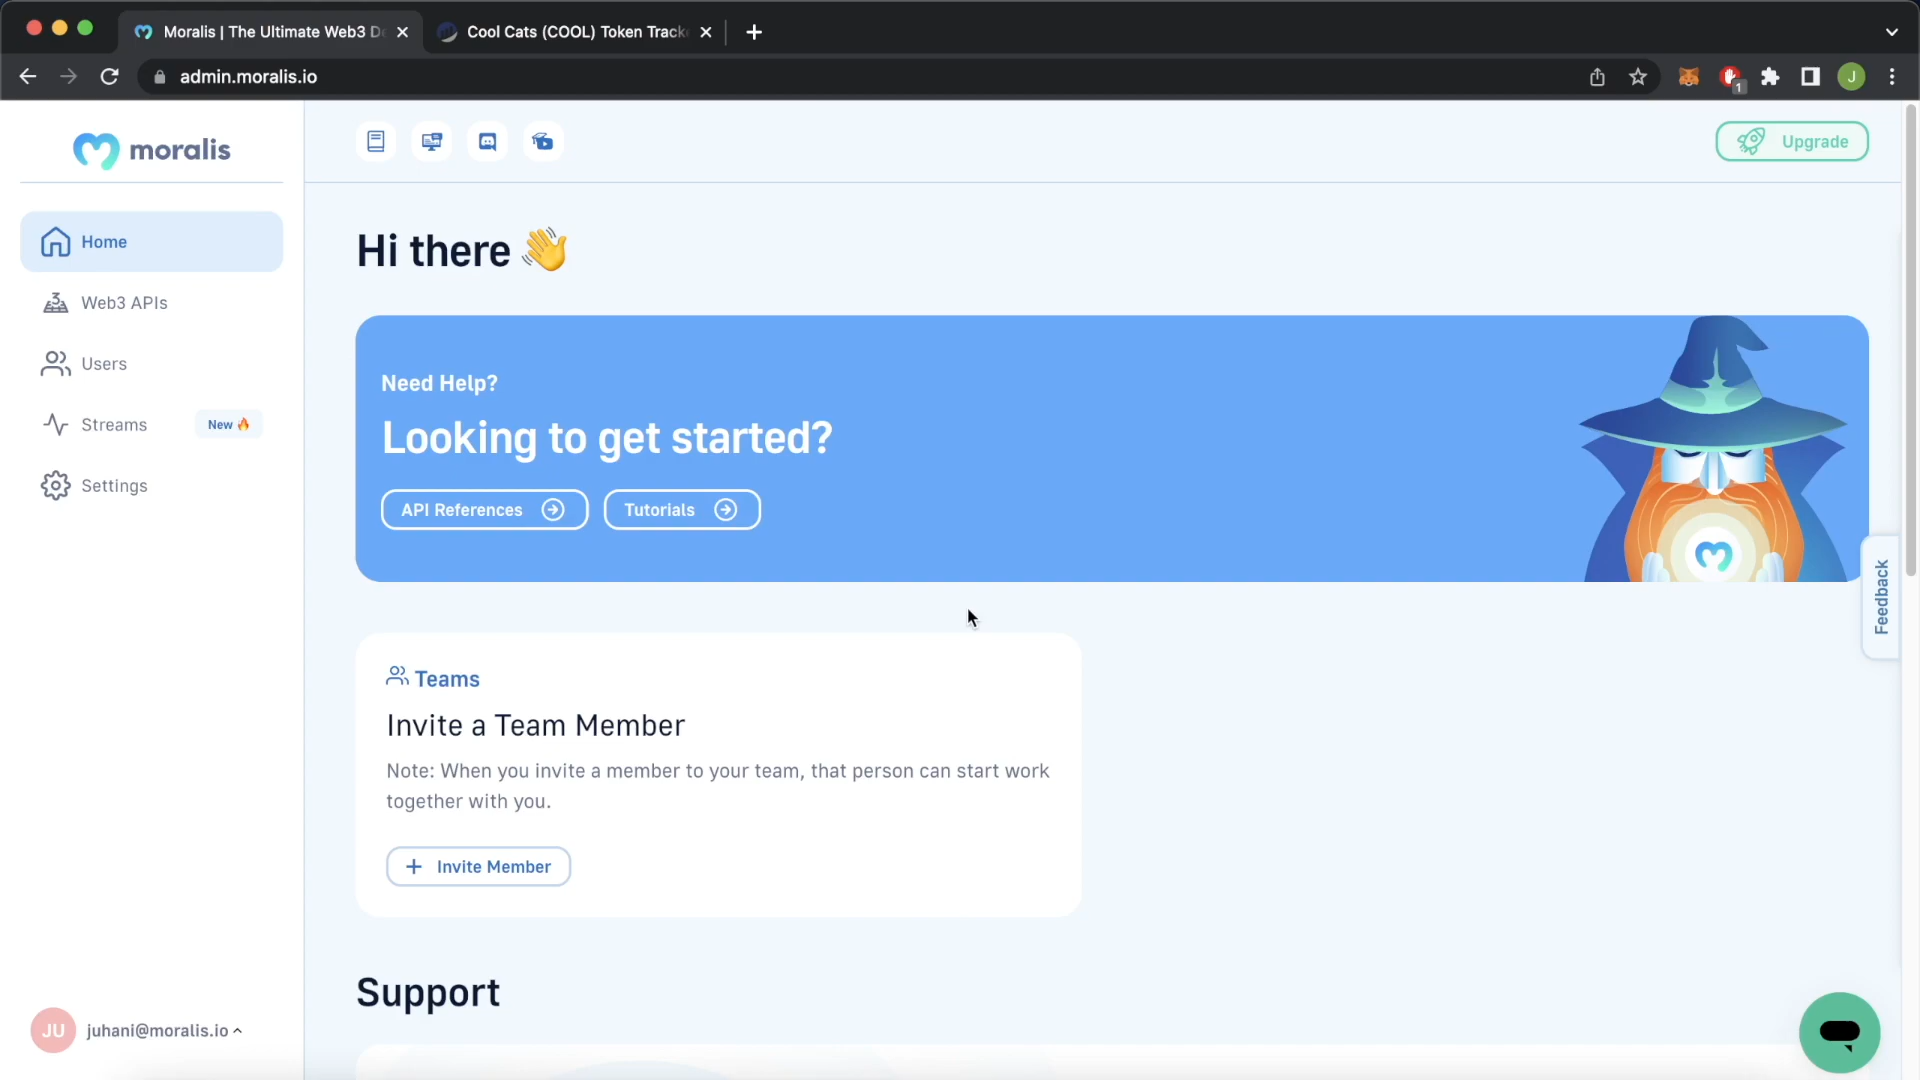 Moralis | The Ultimate Web3 De
Cool Cats (COOL) Token Track
admin.moralis.io
1
J
moralis
Upgrade
Home
Web3 APIs
Users
Streams
New 🔥
Settings
Hi there 👋
Need Help?
Looking to get started?
API References
Tutorials
Feedback
Teams
Invite a Team Member
Note: When you invite a member to your team, that person can start work
together with you.
+ Invite Member
Support
JU
juhani@moralis.io